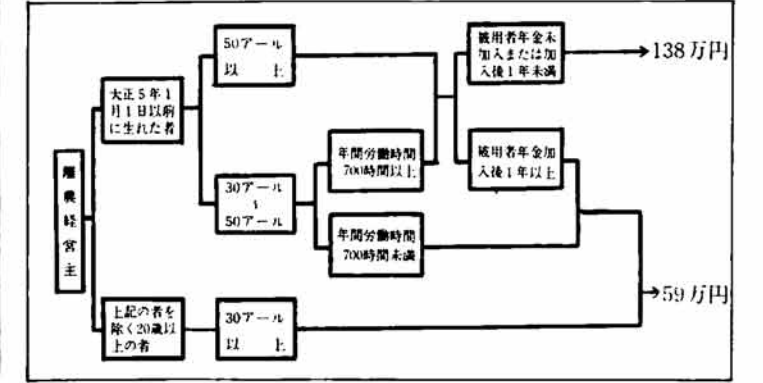 離農経営主
大正5年1
月1日以前
に生れた者
上記の者を
除く20歳以
上の者
50アール
以 上
30アール
〜
50アール
30アール
以 上
年間労働時間
700時間以上
年間労働時間
700時間未満
被用者年金未
加入または加
入後1年未満
被用者年金加
入後1年以上
138万円
59万円